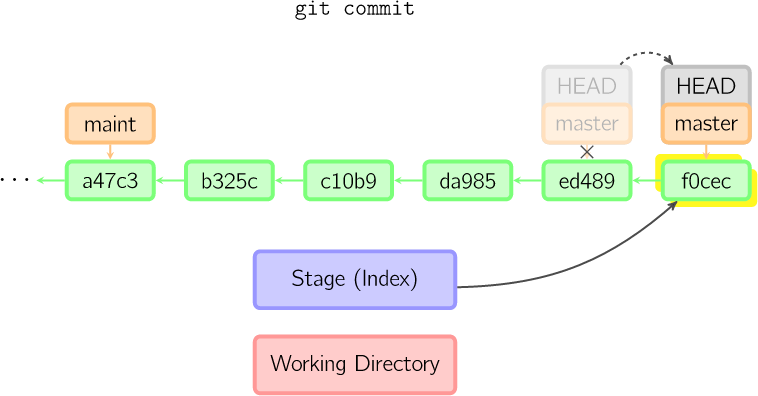 git commit
HEAD HEAD
maint master master
... a47c3 b325c c10b9 da985 ed489 f0cec
Stage (Index)
Working Directory